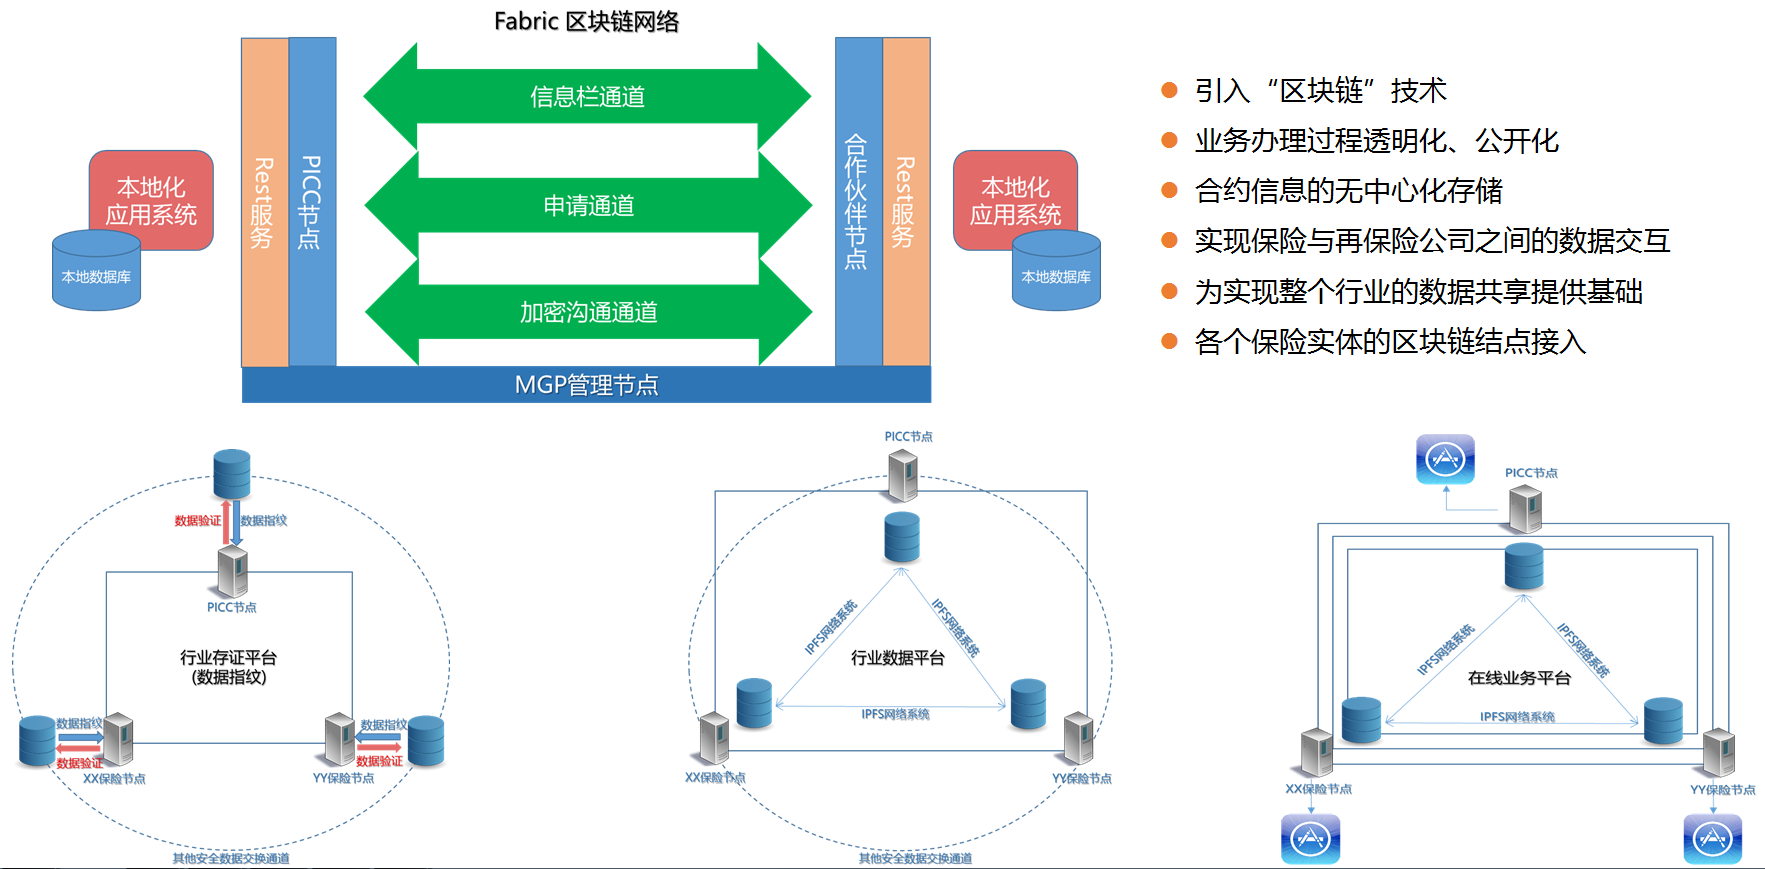 Fabric 区块链网络
信息栏通道
申请通道
加密沟通通道
Rest服务
PICC节点
合作伙伴节点
Rest服务
本地化
应用系统
本地数据库
本地化
应用系统
本地数据库
MGP管理节点
引入“区块链”技术
业务办理过程透明化、公开化
合约信息的无中心化存储
实现保险与再保险公司之间的数据交互
为实现整个行业的数据共享提供基础
各个保险实体的区块链结点接入
数据验证
数据指纹
PICC节点
行业存证平台
(数据指纹)
数据指纹
数据验证
XX保险节点
数据指纹
数据验证
YY保险节点
其他安全数据交换通道
PICC节点
IPFS网络系统
IPFS网络系统
行业数据平台
IPFS网络系统
XX保险节点
YY保险节点
其他安全数据交换通道
PICC节点
IPFS网络系统
IPFS网络系统
在线业务平台
IPFS网络系统
XX保险节点
YY保险节点